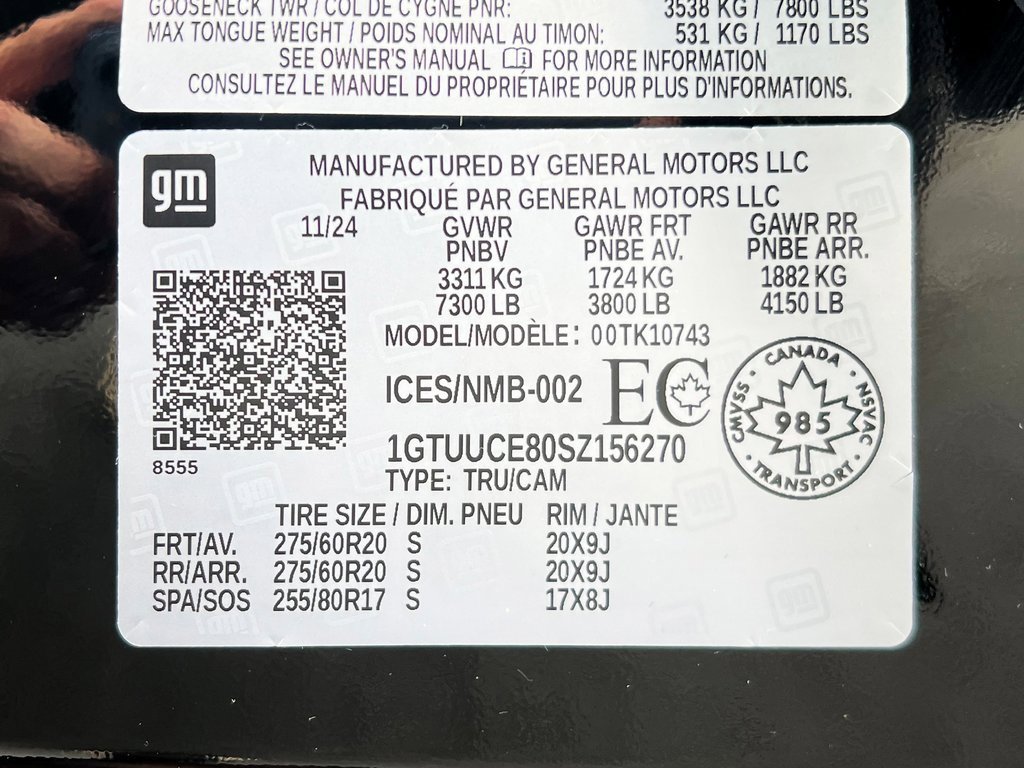 GOOSENECK TWR / COL DE CYGNE PNR: 3538 KG / 7800 LBS
MAX TONGUE WEIGHT / POIDS NOMINAL AU TIMON: 531 KG / 1170 LBS
SEE OWNER'S MANUAL FOR MORE INFORMATION
CONSULTEZ LE MANUEL DU PROPRIÉTAIRE POUR PLUS D'INFORMATIONS.
gm
MANUFACTURED BY GENERAL MOTORS LLC
FABRIQUÉ PAR GENERAL MOTORS LLC
11/24 GVWR GAWR FRT GAWR RR
PNBV PNBE AV. PNBE ARR.
3311 KG 1724 KG 1882 KG
7300 LB 3800 LB 4150 LB
MODEL/MODÈLE: 00TK10743
ICES/NMB-002 EC
CANADA
CMVSS 985 NSVAC
TRANSPORT
1GTUUCE80SZ156270
8555
TYPE: TRU/CAM
TIRE SIZE / DIM. PNEU RIM / JANTE
FRT/AV. 275/60R20 S 20X9J
RR/ARR. 275/60R20 S 20X9J
SPA/SOS 255/80R17 S 17X8J